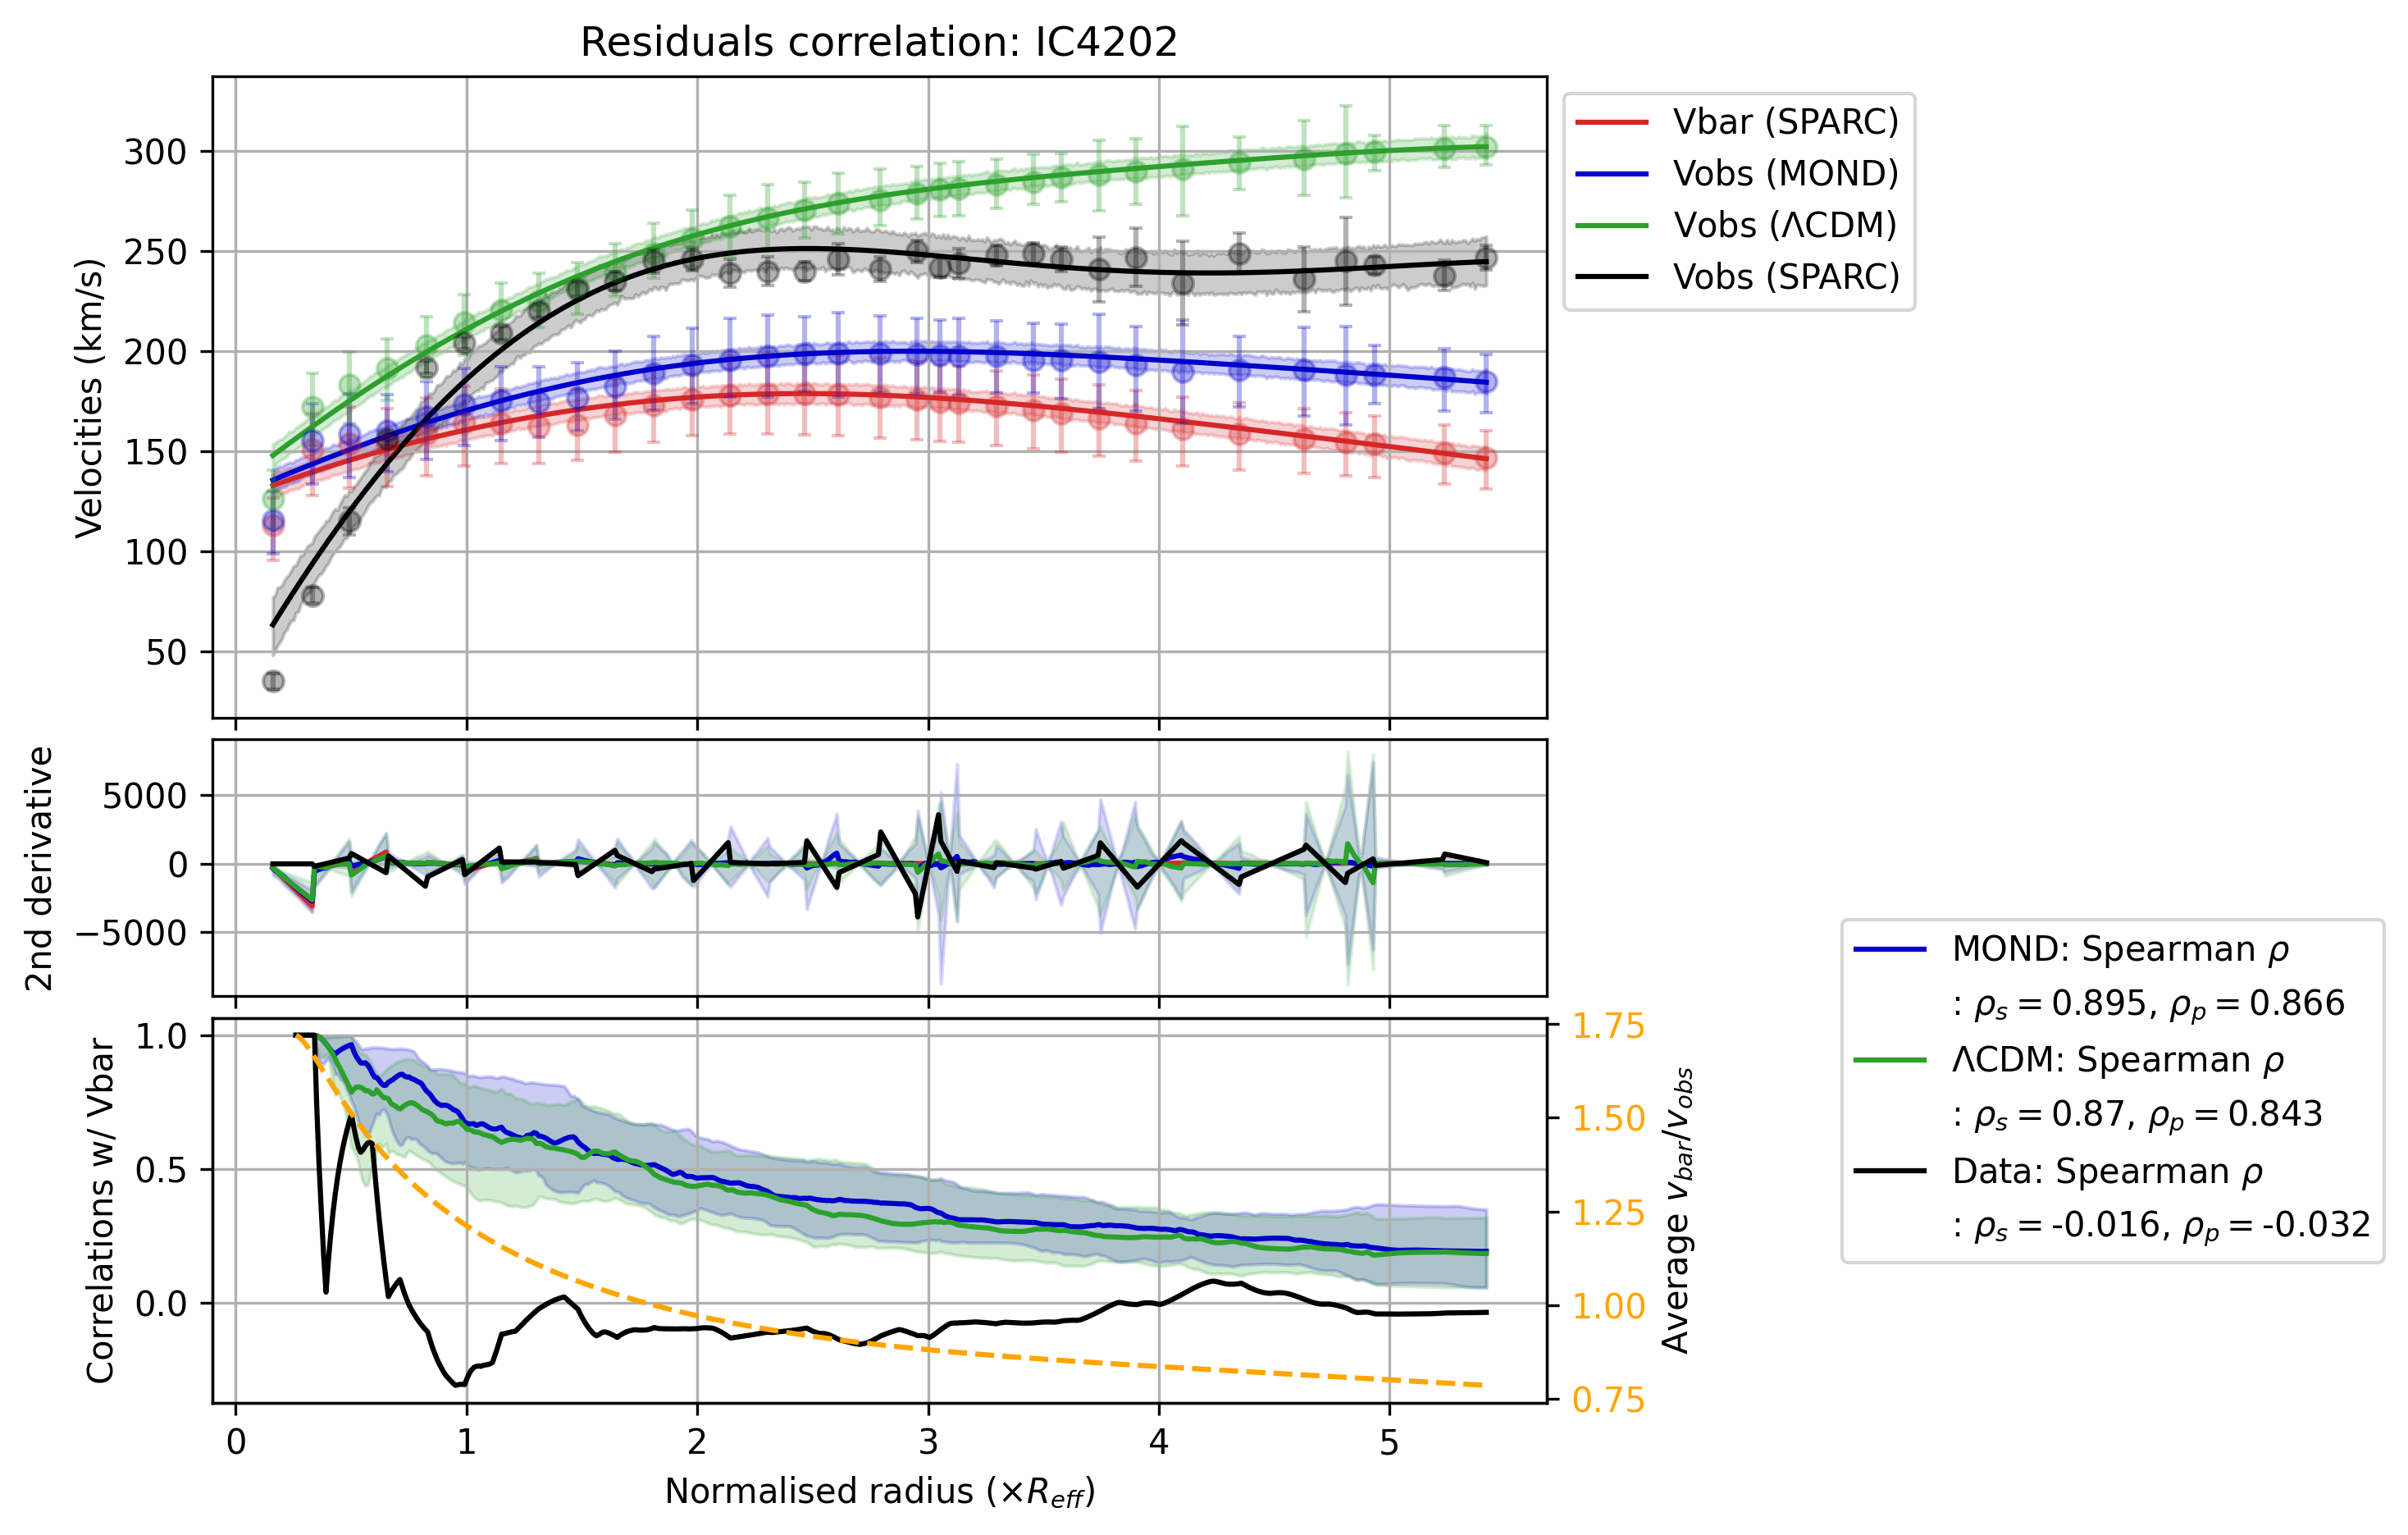 Residuals correlation: IC4202
300
250
200
150
100
50
Velocities (km/s)
Vbar (SPARC)
Vobs (MOND)
Vobs (ΛCDM)
Vobs (SPARC)
5000
0
−5000
2nd derivative
1.0
0.5
0.0
Correlations w/ Vbar
1.75
1.50
1.25
1.00
0.75
Average v_bar/v_obs
MOND: Spearman ρ
: ρ_s = 0.895, ρ_p = 0.866
ΛCDM: Spearman ρ
: ρ_s = 0.87, ρ_p = 0.843
Data: Spearman ρ
: ρ_s = -0.016, ρ_p = -0.032
0 1 2 3 4 5
Normalised radius (×R_eff)